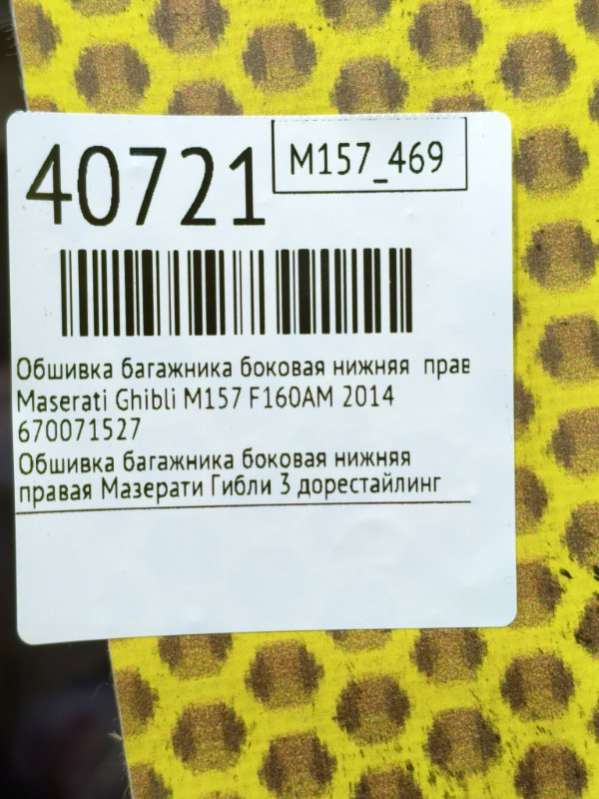 40721
M157_469
Обшивка багажника боковая нижняя прав
Maserati Ghibli M157 F160AM 2014
670071527
Обшивка багажника боковая нижняя
правая Мазерати Гибли 3 дорестайлинг